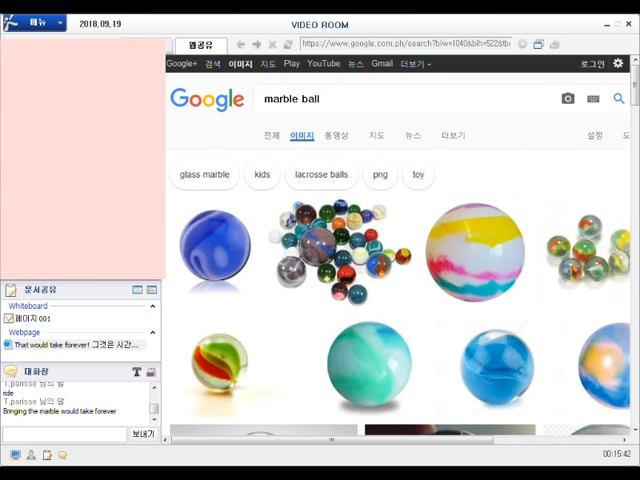 메뉴 2018,09,19 VIDEO ROOM
웹공유 https://www.google.com.ph/search?biw=1040&bih=522&tb
Google+ 검색 이미지 지도 Play YouTube 뉴스 Gmail 더보기 로그인
Google marble ball
전체 이미지 동영상 지도 뉴스 더보기 설정 도
glass marble kids lacrosse balls png toy
문서공유
Whiteboard
페이지 001
Webpage
That would take forever! 그것은 시간...
대화창
T,parisse 님의 말
ride
T,parisse 님의 말
Bringing the marble would take forever
보내기
00:15:42